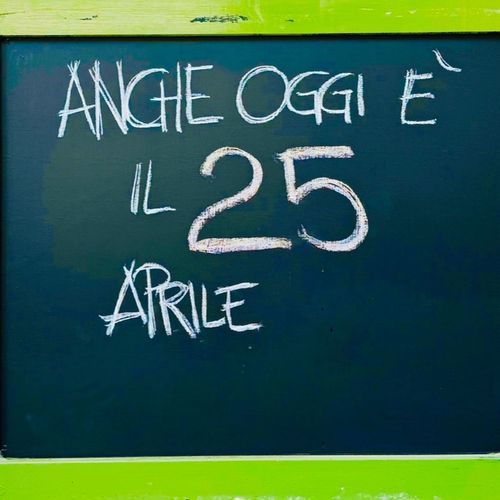 ANCHE OGGI È
IL 25
APRILE